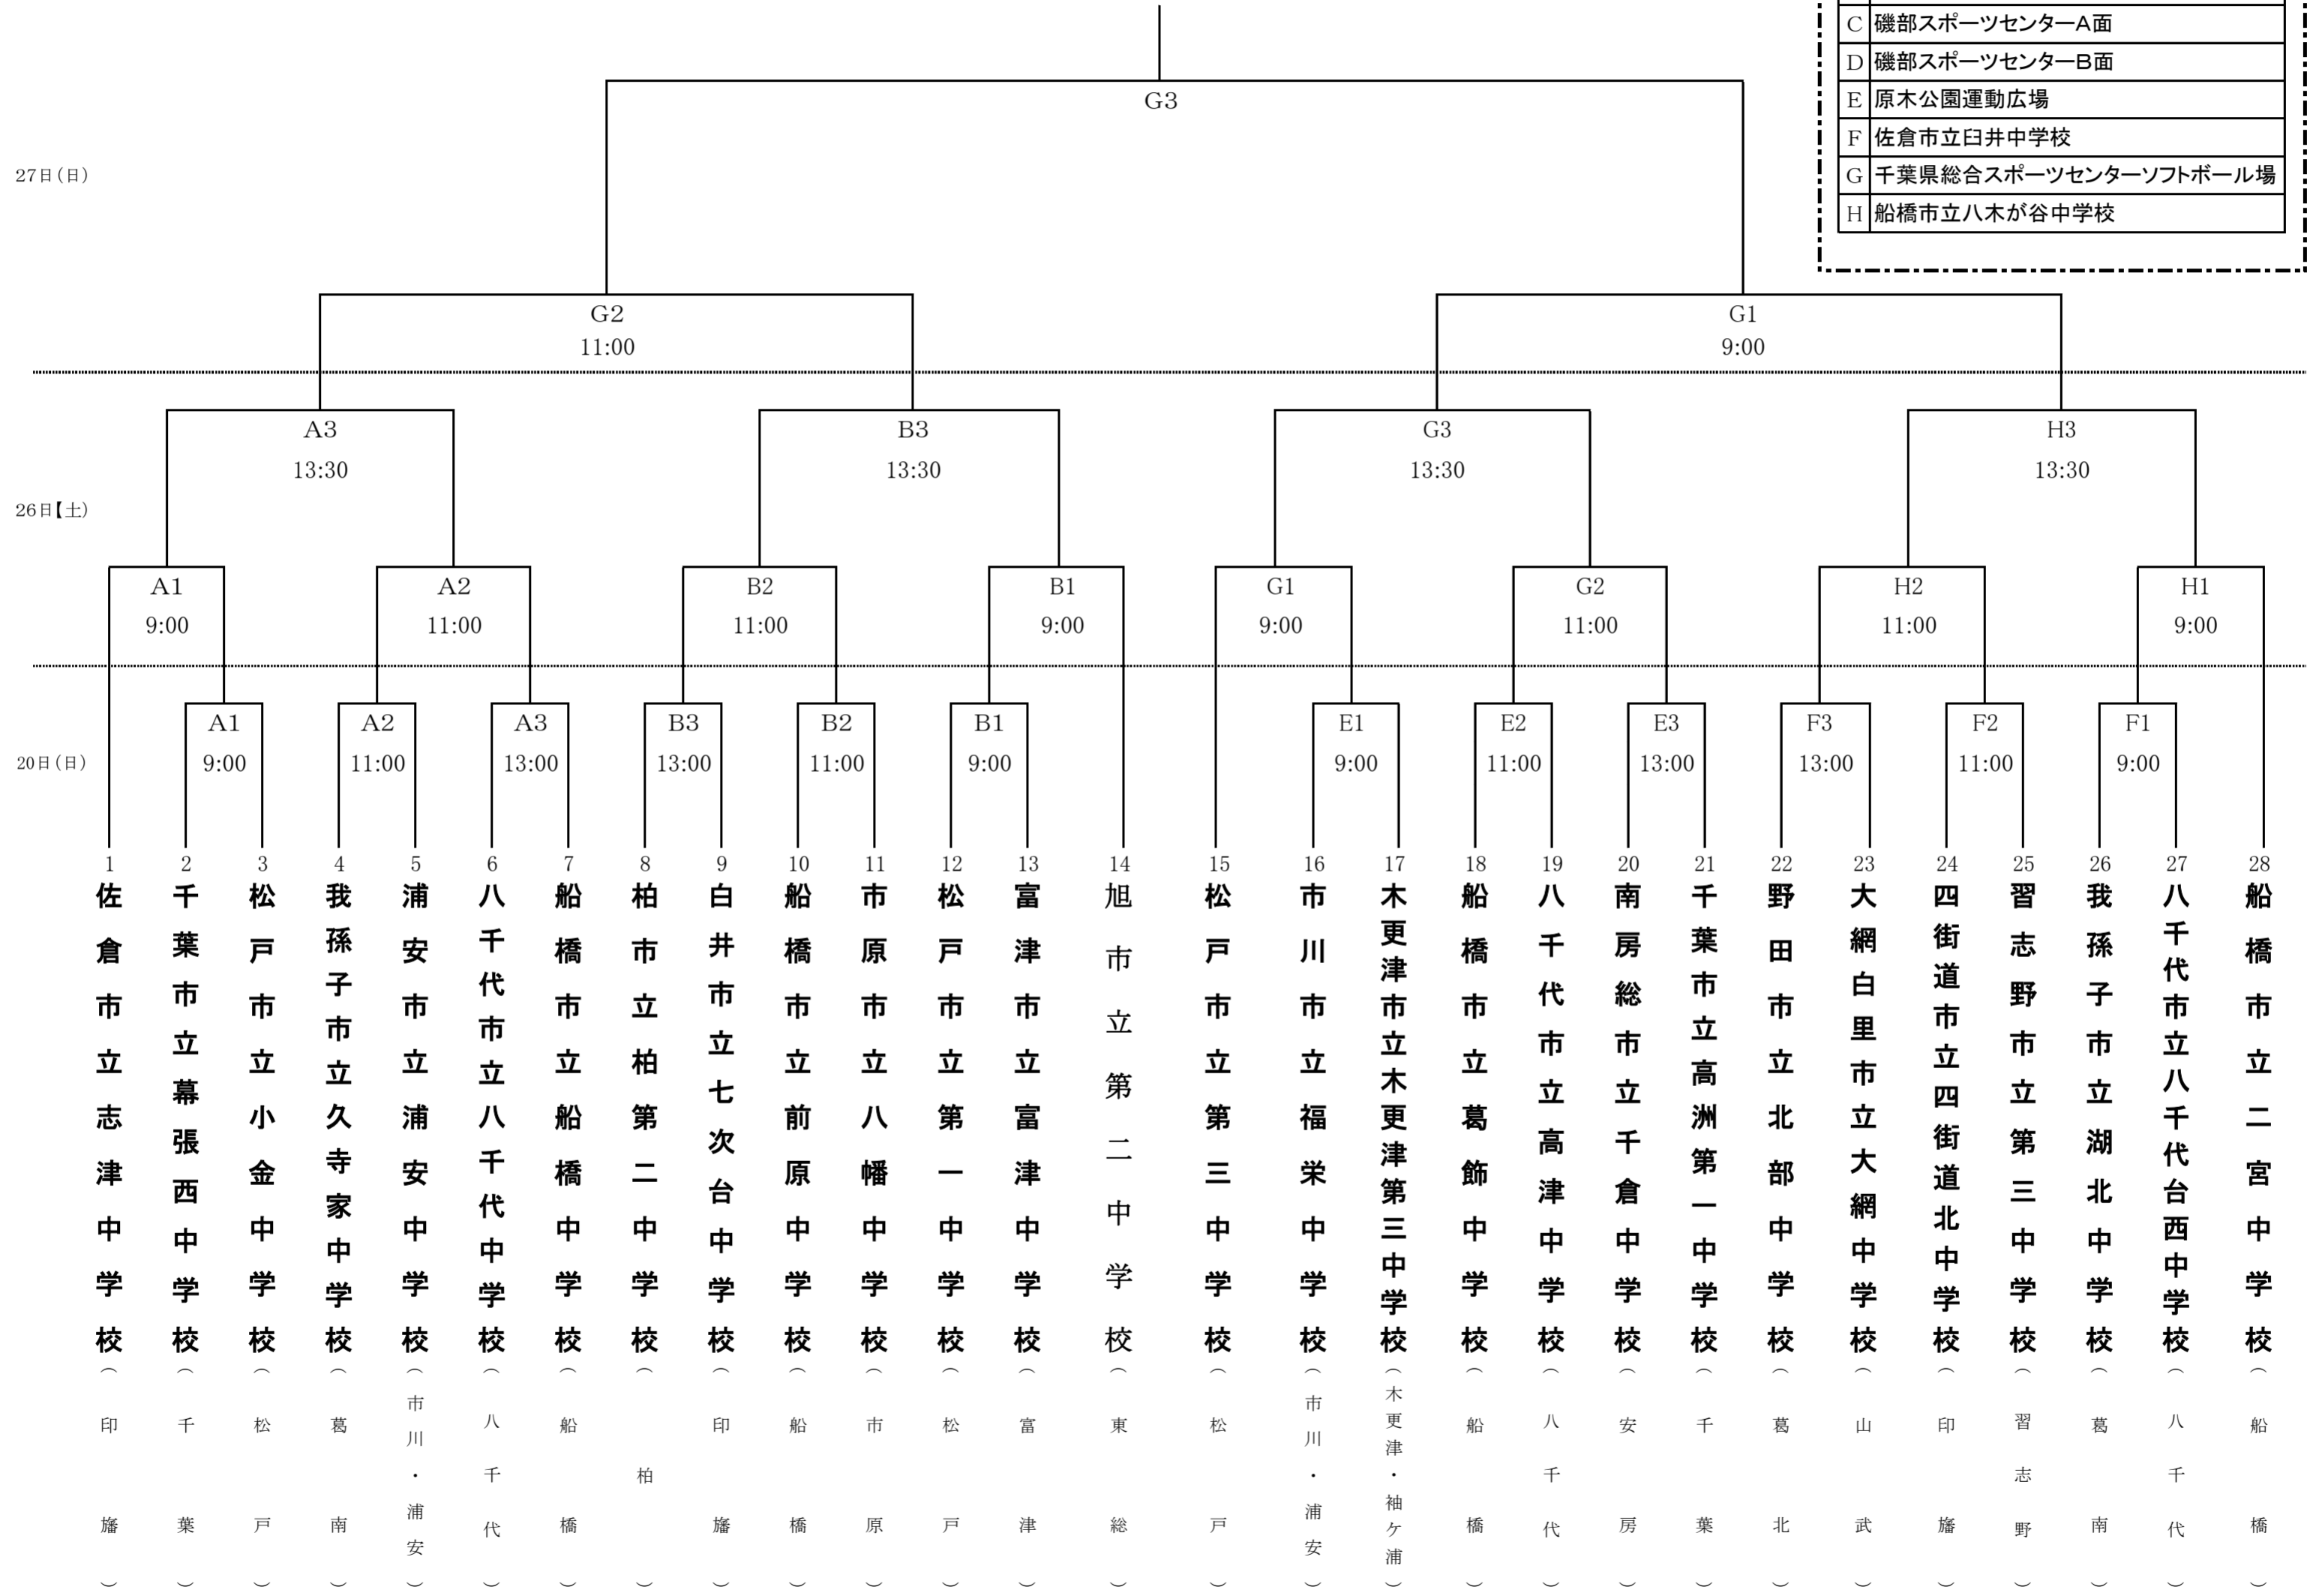 C 磯部スポーツセンターA面
D 磯部スポーツセンターB面
E 原木公園運動広場
F 佐倉市立臼井中学校
G 千葉県総合スポーツセンターソフトボール場
H 船橋市立八木が谷中学校
G3
27日(日)
G2 G1
11:00 9:00
A3 B3 G3 H3
13:30 13:30 13:30 13:30
26日【土)
A1 A2 B2 B1 G1 G2 H2 H1
9:00 11:00 11:00 9:00 9:00 11:00 11:00 9:00
A1 A2 A3 B3 B2 B1 E1 E2 E3 F3 F2 F1
20日(日) 9:00 11:00 13:00 13:00 11:00 9:00 9:00 11:00 13:00 13:00 11:00 9:00
1 佐倉市立志津中学校(印旛)
2 千葉市立幕張西中学校(千葉)
3 松戸市立小金中学校(松戸)
4 我孫子市立久寺家中学校(葛南)
5 浦安市立浦安中学校(市川・浦安)
6 八千代市立八千代中学校(八千代)
7 船橋市立船橋中学校(船橋)
8 柏市立柏第二中学校(柏)
9 白井市立七次台中学校(印旛)
10 船橋市立前原中学校(船橋)
11 市原市立八幡中学校(市原)
12 松戸市立第一中学校(松戸)
13 富津市立富津中学校(富津)
14 旭市立第二中学校(東総)
15 松戸市立第三中学校(松戸)
16 市川市立福栄中学校(市川・浦安)
17 木更津市立木更津第三中学校(木更津・袖ケ浦)
18 船橋市立葛飾中学校(船橋)
19 八千代市立高津中学校(八千代)
20 南房総市立千倉中学校(安房)
21 千葉市立高洲第一中学校(千葉)
22 野田市立北部中学校(葛北)
23 大網白里市立大網中学校(山武)
24 四街道市立四街道北中学校(印旛)
25 習志野市立第三中学校(習志野)
26 我孫子市立湖北中学校(葛南)
27 八千代市立八千代台西中学校(八千代)
28 船橋市立二宮中学校(船橋)